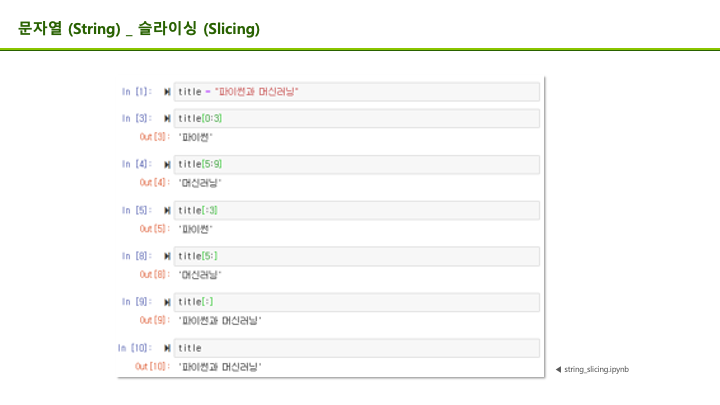 문자열 (String) _ 슬라이싱 (Slicing)
In [1]: title = "파이썬과 머신러닝"
In [3]: title[0:3]
Out[3]: '파이썬'
In [4]: title[5:9]
Out[4]: '머신러닝'
In [5]: title[:3]
Out[5]: '파이썬'
In [8]: title[5:]
Out[8]: '머신러닝'
In [9]: title[:]
Out[9]: '파이썬과 머신러닝'
In [10]: title
Out[10]: '파이썬과 머신러닝'
◀ string_slicing.ipynb